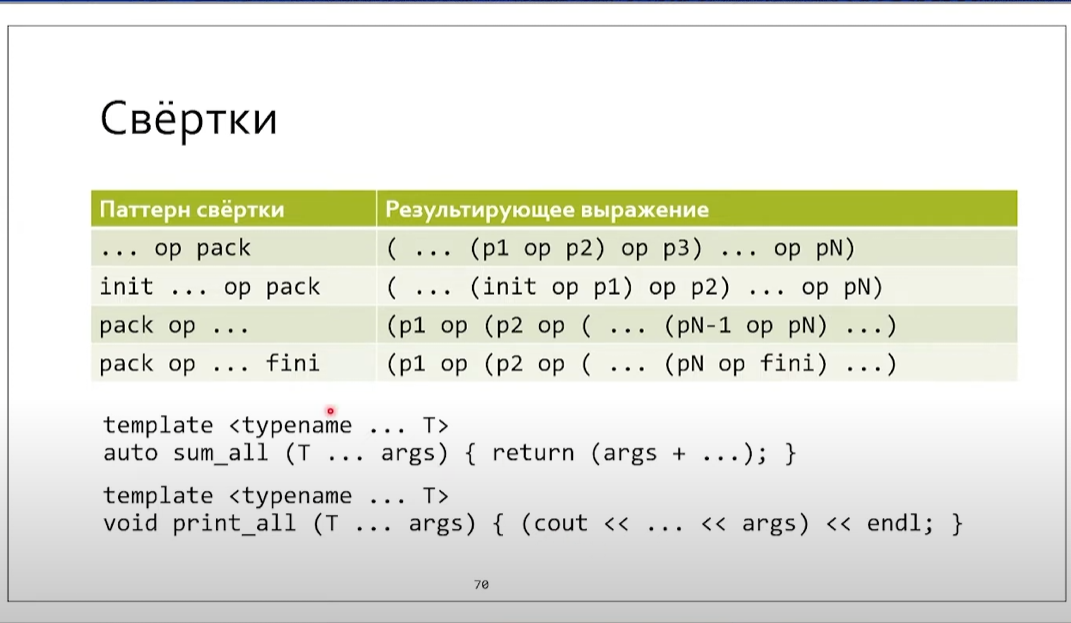 Свёртки
Паттерн свёртки Результирующее выражение
... op pack ( ... (p1 op p2) op p3) ... op pN)
init ... op pack ( ... (init op p1) op p2) ... op pN)
pack op ... (p1 op (p2 op ( ... (pN-1 op pN) ...)
pack op ... fini (p1 op (p2 op ( ... (pN op fini) ...)
template <typename ... T>
auto sum_all (T ... args) { return (args + ...); }
template <typename ... T>
void print_all (T ... args) { (cout << ... << args) << endl; }
70